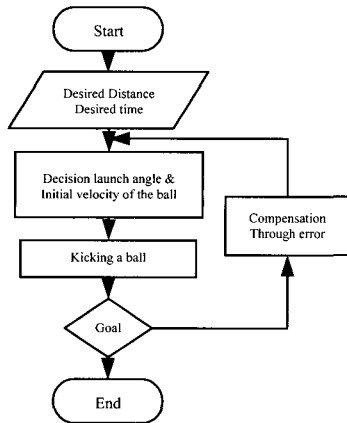 Start
Desired Distance
Desired time
Decision launch angle &
Initial velocity of the ball
Compensation
Through error
Kicking a ball
Goal
End